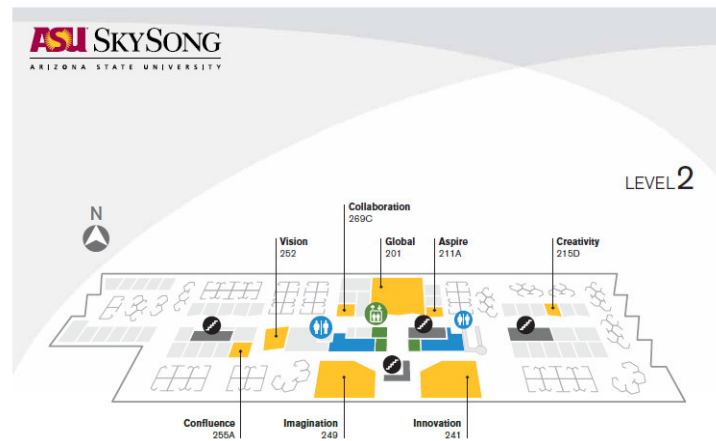 ASU SKYSONG
ARIZONA STATE UNIVERSITY
LEVEL 2
N
Collaboration
269C
Vision
252
Global
201
Aspire
211A
Creativity
215D
Confluence
255A
Imagination
249
Innovation
241